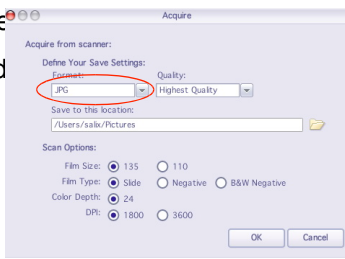 Acquire
Acquire from scanner:
Define Your Save Settings:
Format: Quality:
JPG Highest Quality
Save to this location:
/Users/salix/Pictures
Scan Options:
Film Size: 135 110
Film Type: Slide Negative B&W Negative
Color Depth: 24
DPI: 1800 3600
OK Cancel